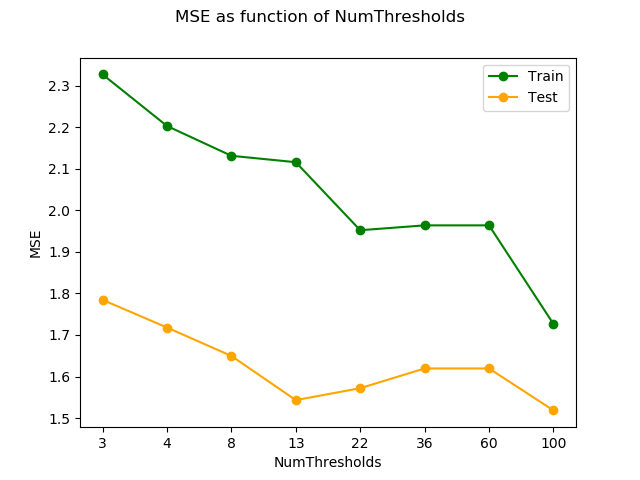 MSE as function of NumThresholds
Train
Test
2.3
2.2
2.1
2.0
1.9
1.8
1.7
1.6
1.5
MSE
3 4 8 13 22 36 60 100
NumThresholds